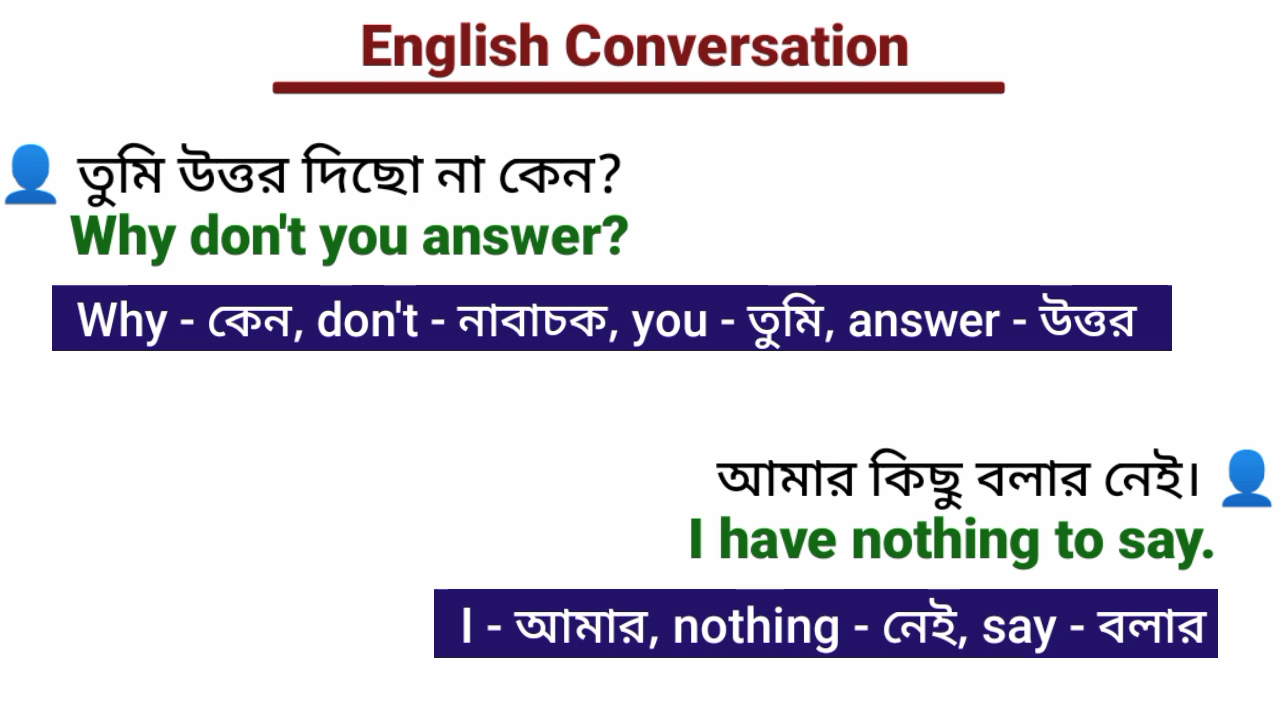 English Conversation
তুমি উত্তর দিছো না কেন?
Why don't you answer?
Why - কেন, don't - নাবাচক, you - তুমি, answer - উত্তর
আমার কিছু বলার নেই।
I have nothing to say.
I - আমার, nothing - নেই, say - বলার